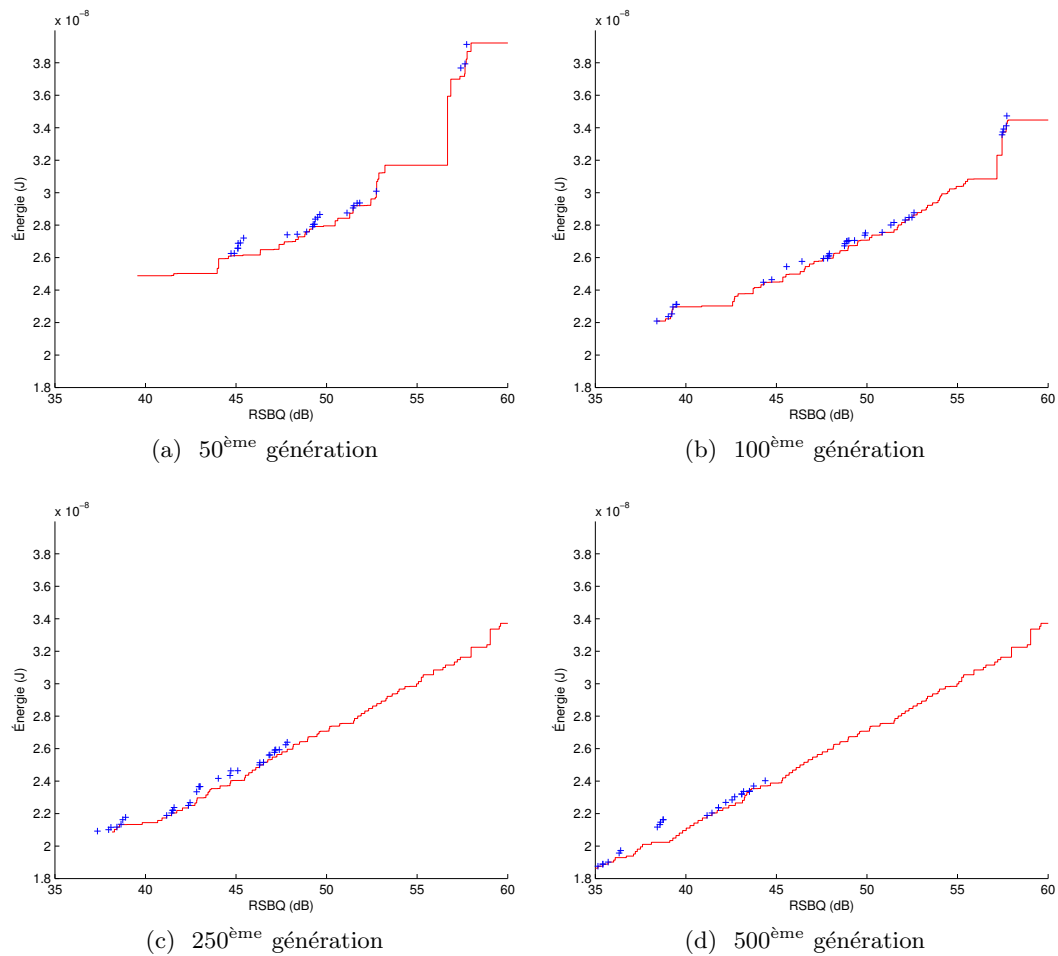 x 10⁻⁸
3.8
3.6
3.4
3.2
3
2.8
2.6
2.4
2.2
2
1.8
Énergie (J)
35 40 45 50 55 60
RSBQ (dB)
(a) 50ème génération
x 10⁻⁸
3.8
3.6
3.4
3.2
3
2.8
2.6
2.4
2.2
2
1.8
Énergie (J)
35 40 45 50 55 60
RSBQ (dB)
(b) 100ème génération
x 10⁻⁸
3.8
3.6
3.4
3.2
3
2.8
2.6
2.4
2.2
2
1.8
Énergie (J)
35 40 45 50 55 60
RSBQ (dB)
(c) 250ème génération
x 10⁻⁸
3.8
3.6
3.4
3.2
3
2.8
2.6
2.4
2.2
2
1.8
Énergie (J)
35 40 45 50 55 60
RSBQ (dB)
(d) 500ème génération